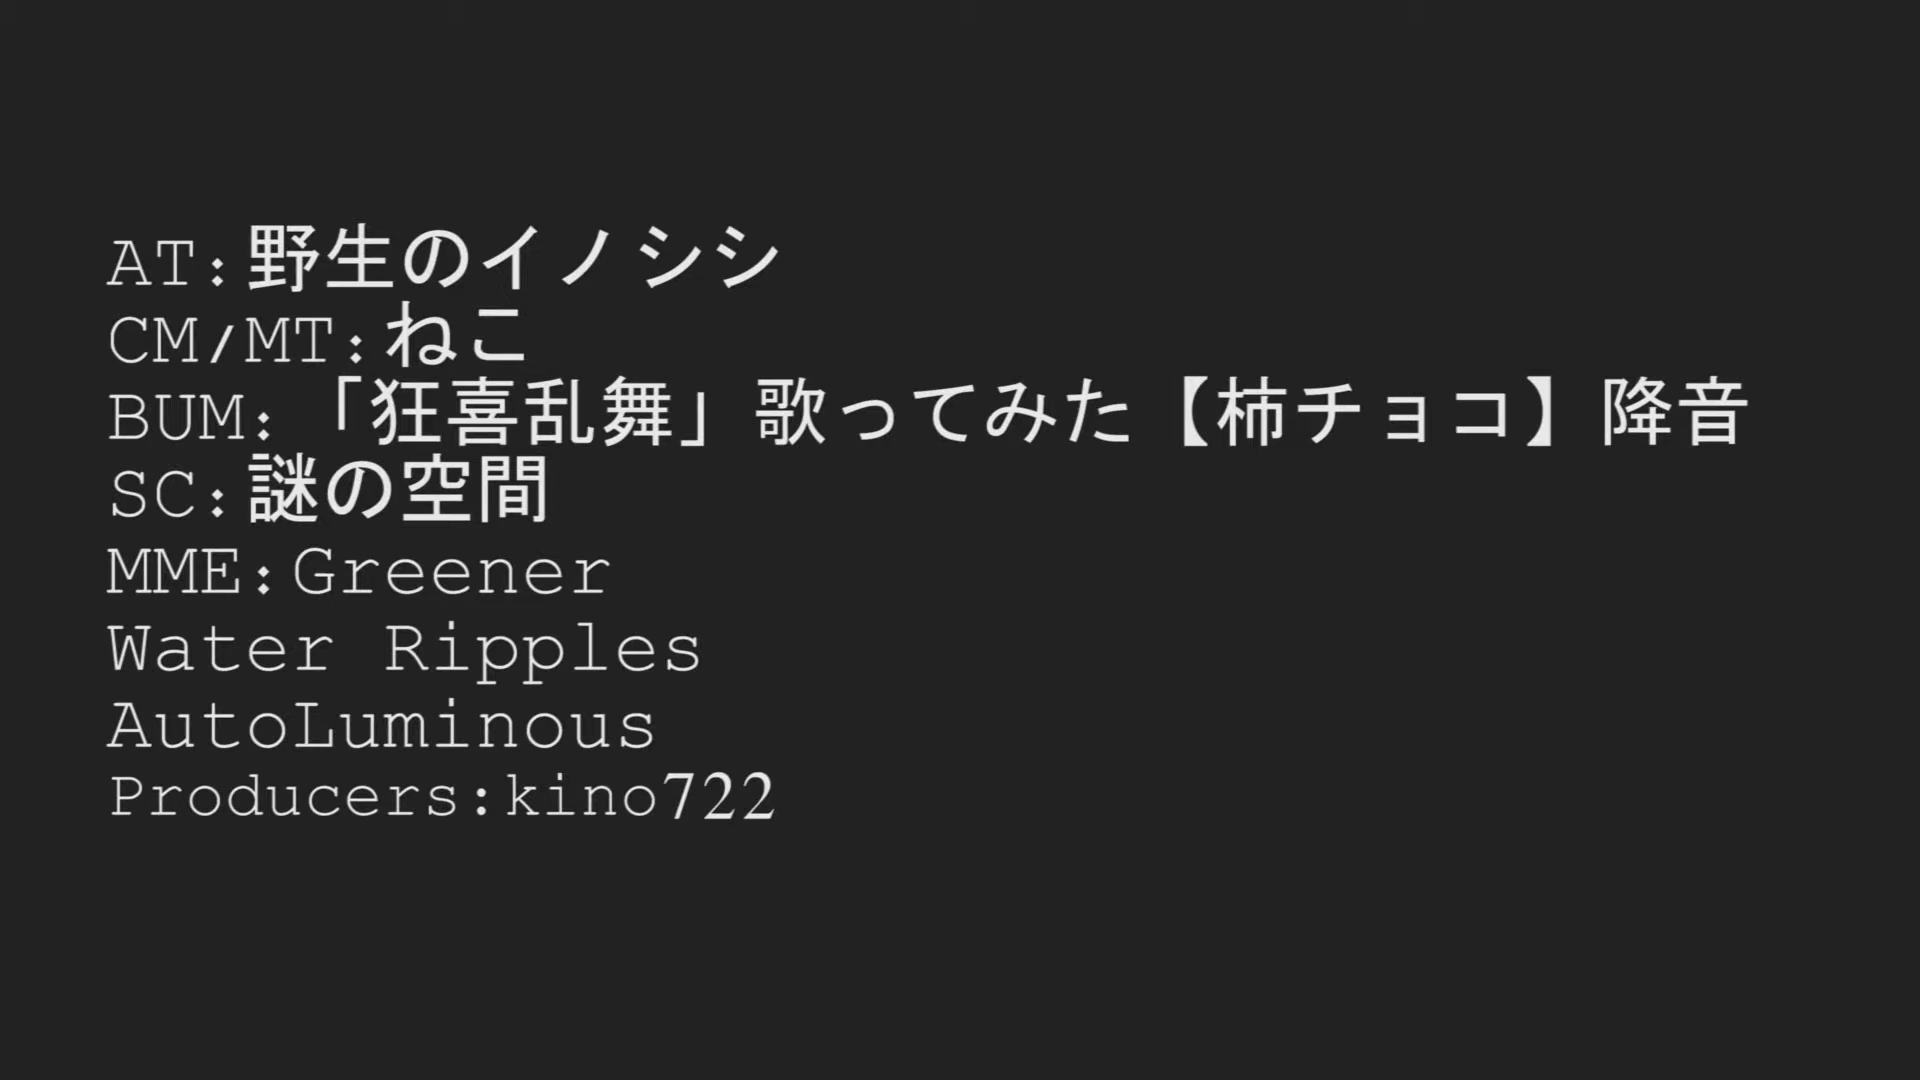 AT:野生のイノシシ
CM/MT:ねこ
BUM:「狂喜乱舞」歌ってみた【柿チョコ】降音
SC:謎の空間
MME:Greener
Water Ripples
AutoLuminous
Producers:kino722